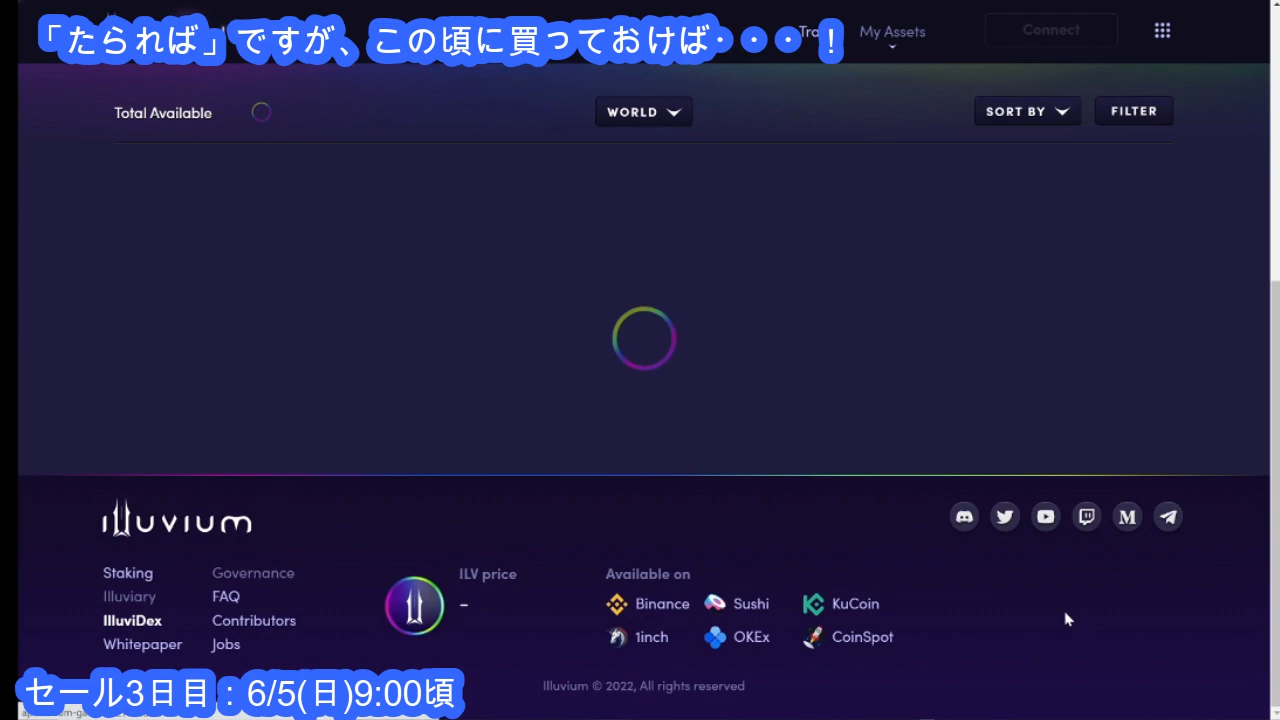 「たられば」ですが、この頃に買っておけば・・・！
Tra
My Assets
Connect
Total Available
WORLD
SORT BY
FILTER
illuvium
Staking
Governance
Illuviary
FAQ
IlluviDex
Contributors
Whitepaper
Jobs
ILV price
–
Available on
Binance
Sushi
KuCoin
1inch
OKEx
CoinSpot
Illuvium © 2022, All rights reserved
セール3日目：6/5(日)9:00頃